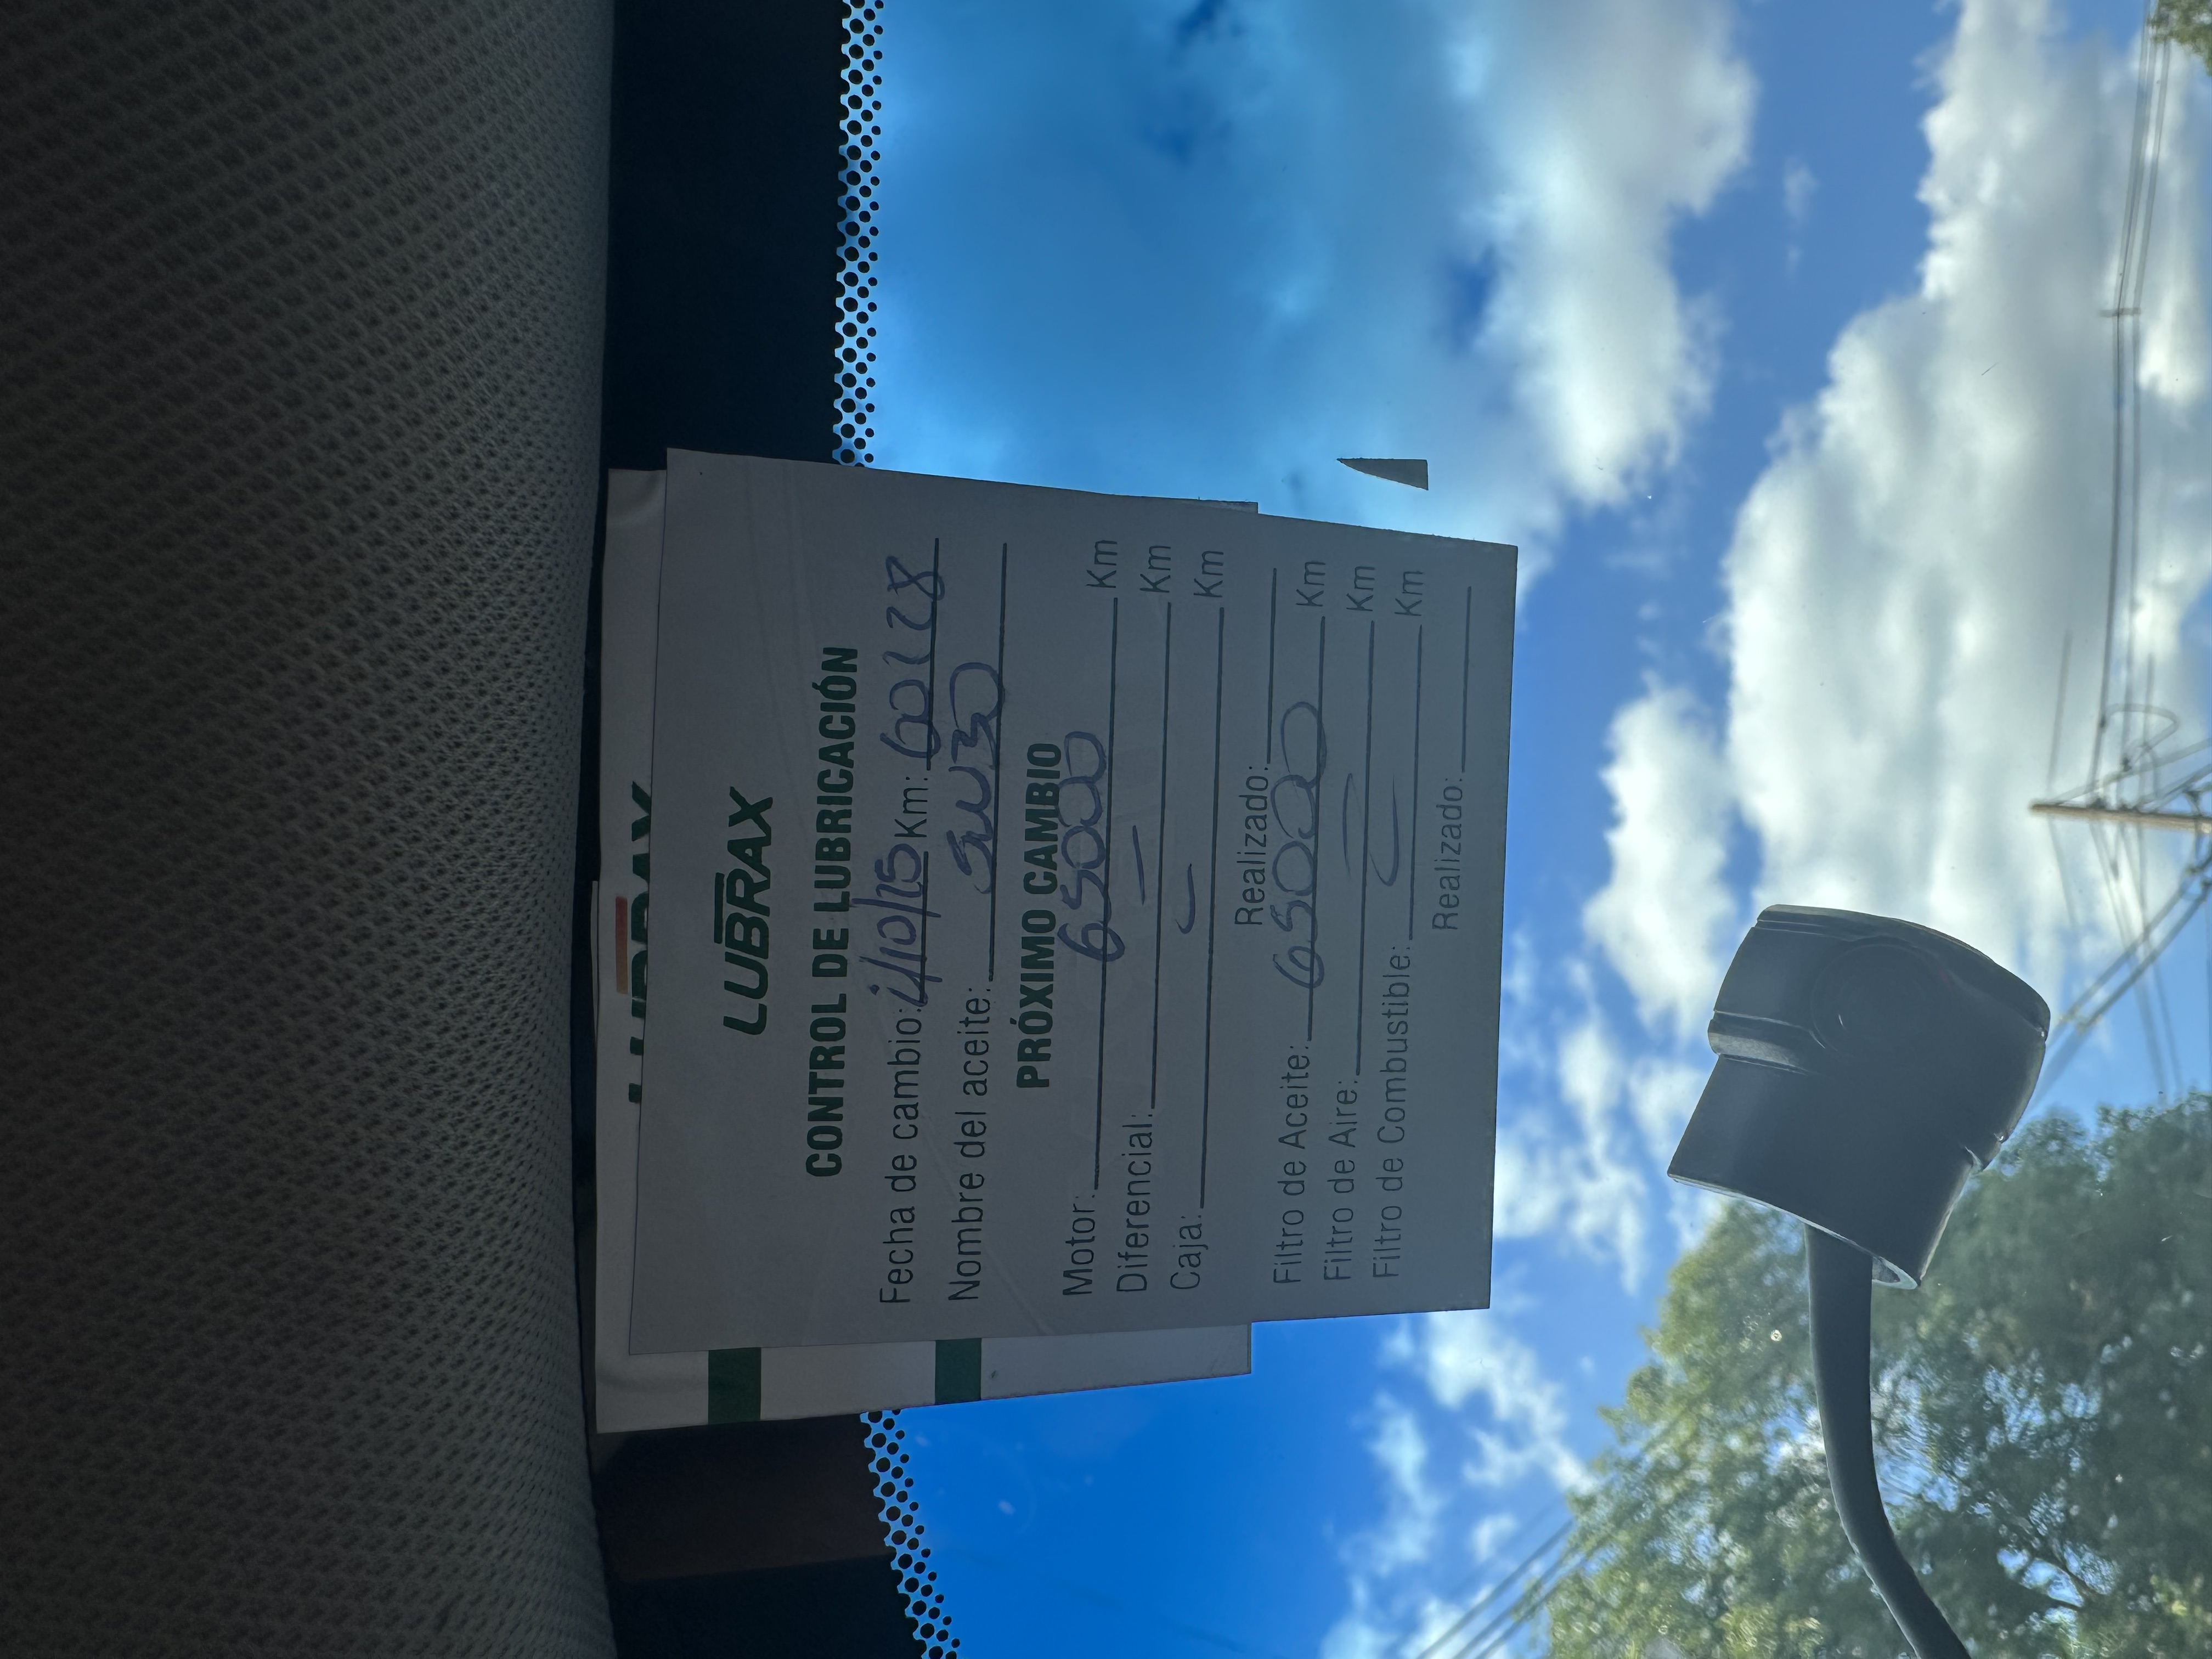 LUBRAX
LUBRAX
CONTROL DE LUBRICACIÓN
Fecha de cambio: /10/15 Km: 60128
Nombre del aceite: 5W30
PRÓXIMO CAMBIO
Motor: 65000 Km
Diferencial: — Km
Caja: — Km
Realizado:
Filtro de Aceite: 65000 Km
Filtro de Aire: — Km
Filtro de Combustible: — Km
Realizado: